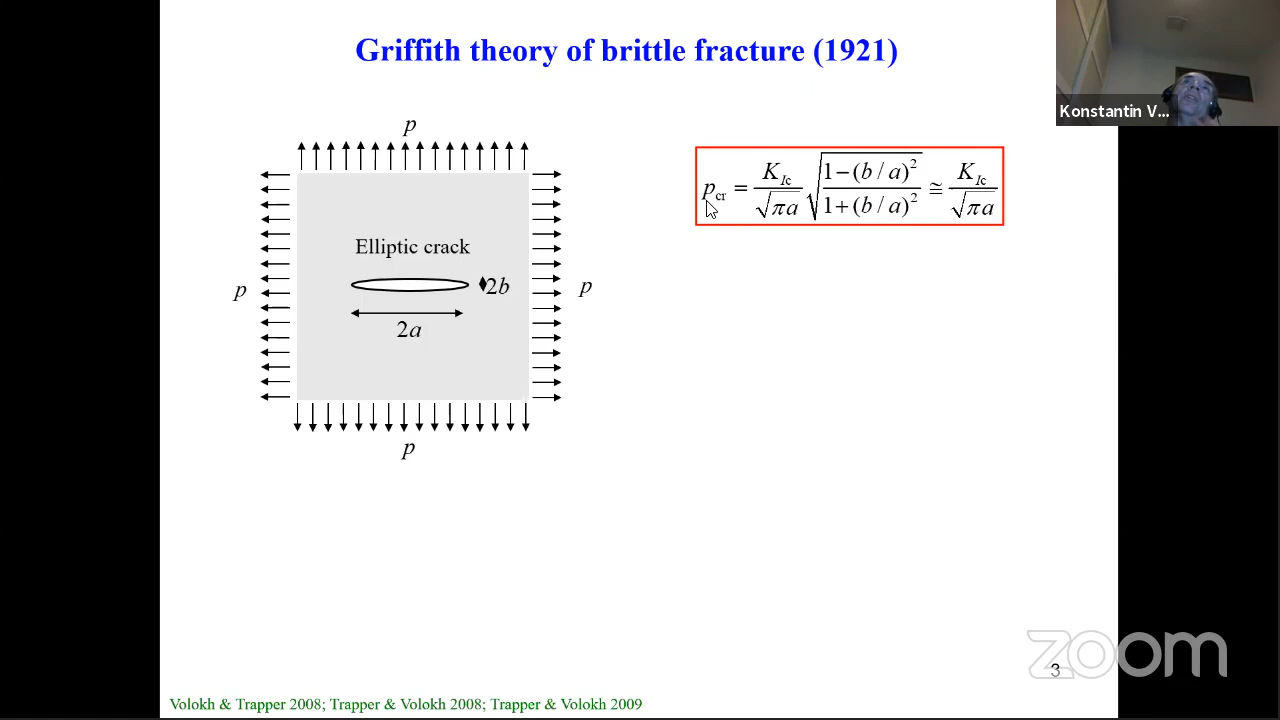 Griffith theory of brittle fracture (1921)
Konstantin V...
p
p
Elliptic crack
2b
2a
p
p
p_cr = K_Ic / √(πa) √((1−(b / a)²) / (1+(b / a)²)) ≅ K_Ic / √(πa)
zoom
3
Volokh & Trapper 2008; Trapper & Volokh 2008; Trapper & Volokh 2009